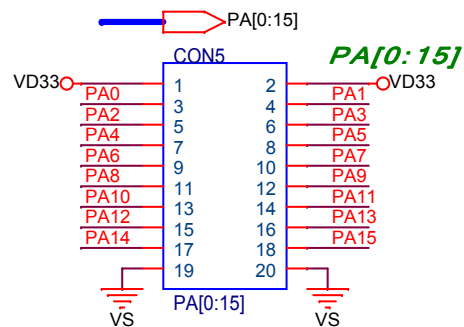 PA[0:15]
CON5
PA[0:15]
VD33 1 2 VD33
PA0 3 4 PA1
PA2 5 6 PA3
PA4 7 8 PA5
PA6 9 10 PA7
PA8 11 12 PA9
PA10 13 14 PA11
PA12 15 16 PA13
PA14 17 18 PA15
19 20
PA[0:15]
VS VS